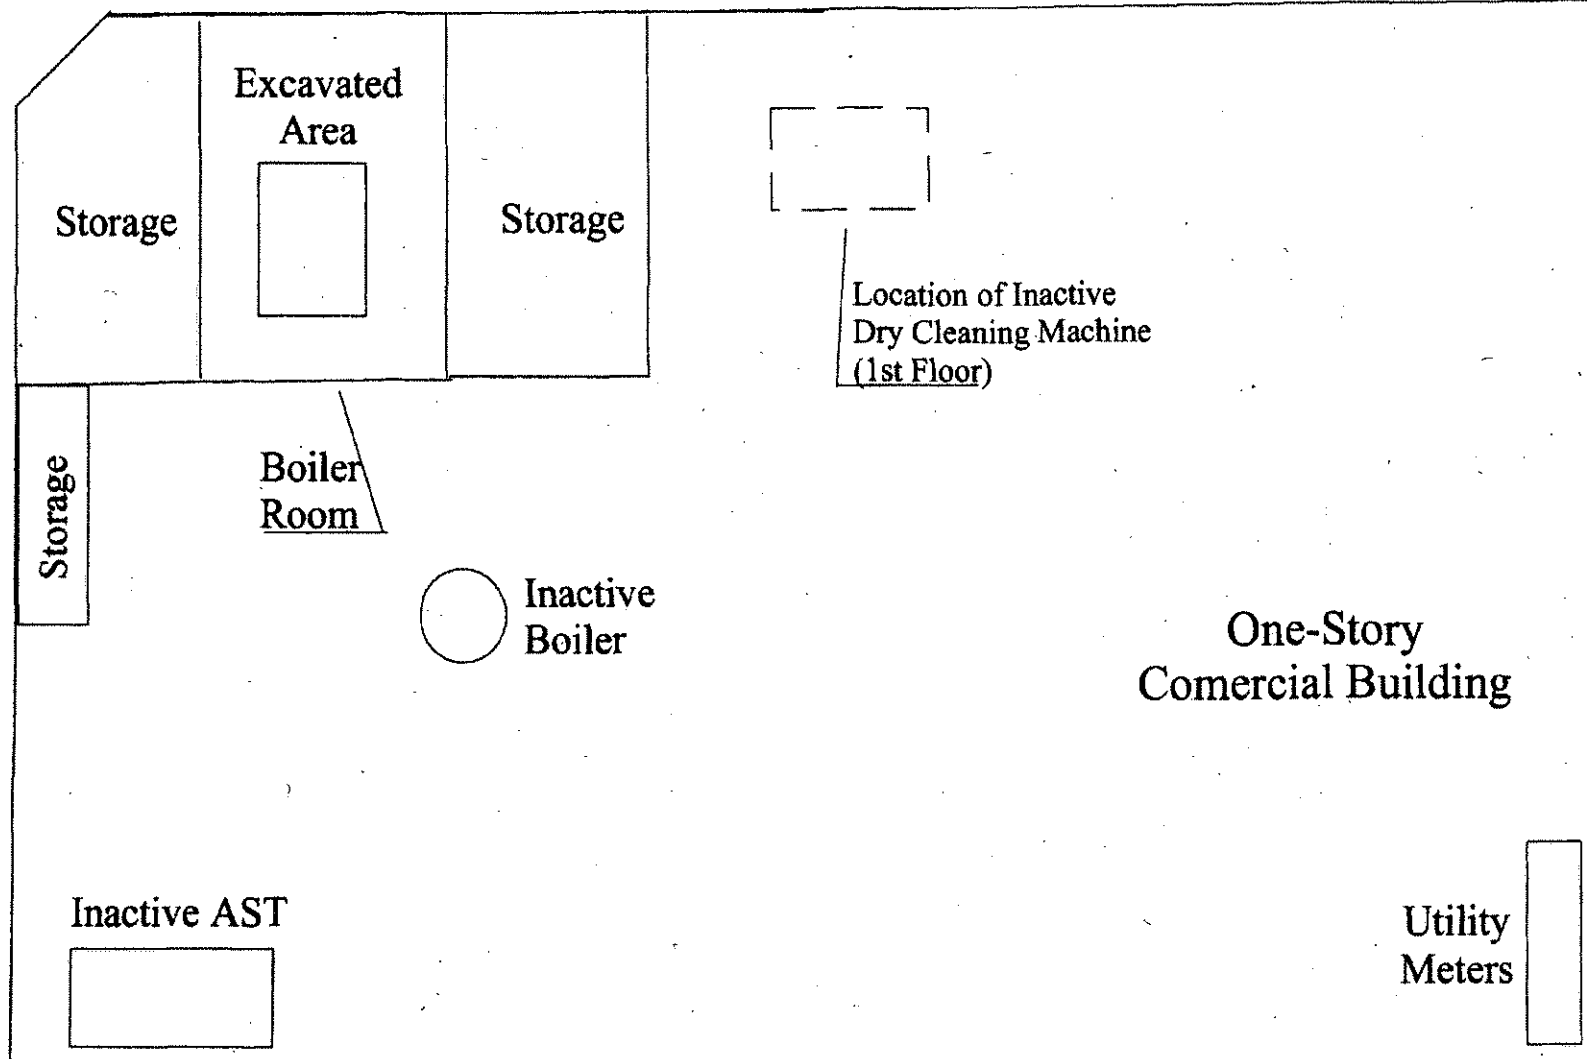 Excavated
Area
Storage
Storage
Location of Inactive
Dry Cleaning Machine
(1st Floor)
Storage
Boiler
Room
Inactive
Boiler
One-Story
Comercial Building
Inactive AST
Utility
Meters